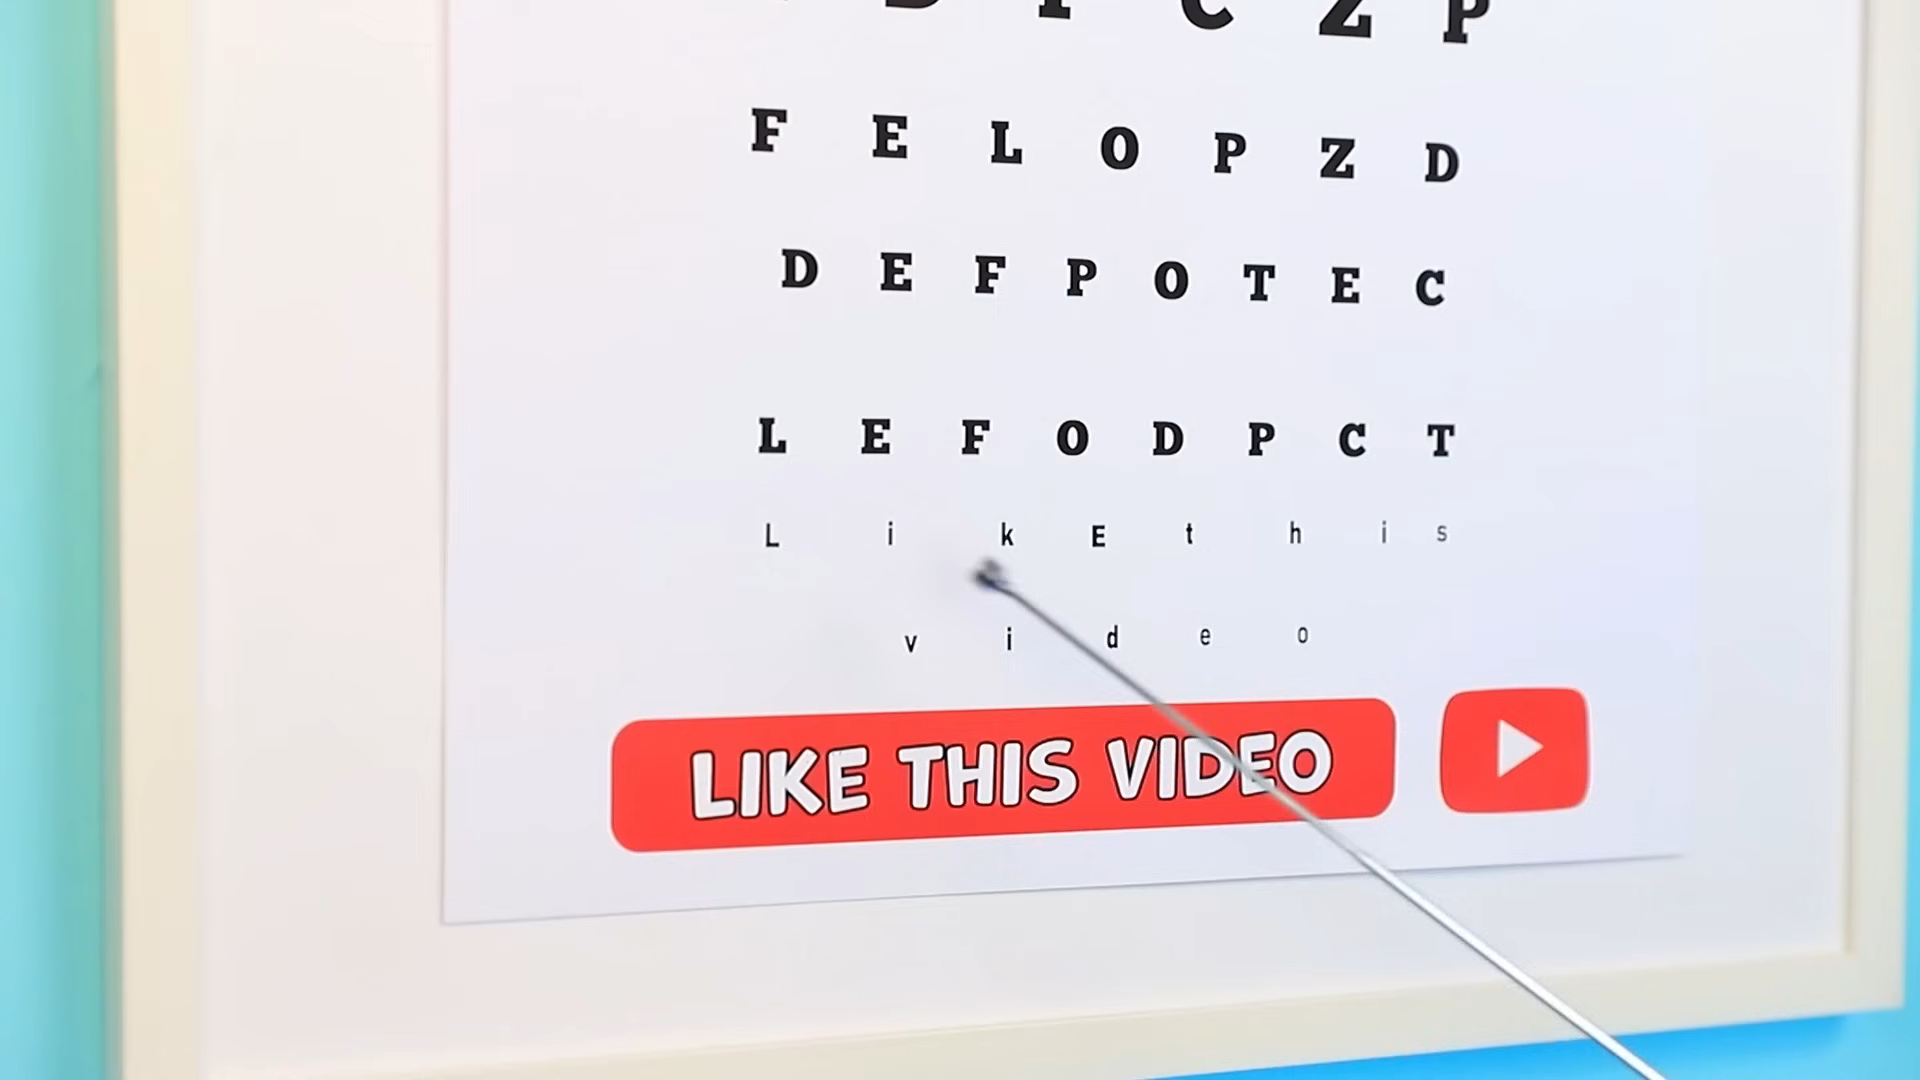 C Z P
F E L O P Z D
D E F P O T E C
L E F O D P C T
L i k E t h i s
v i d e o
LIKE THIS VIDEO